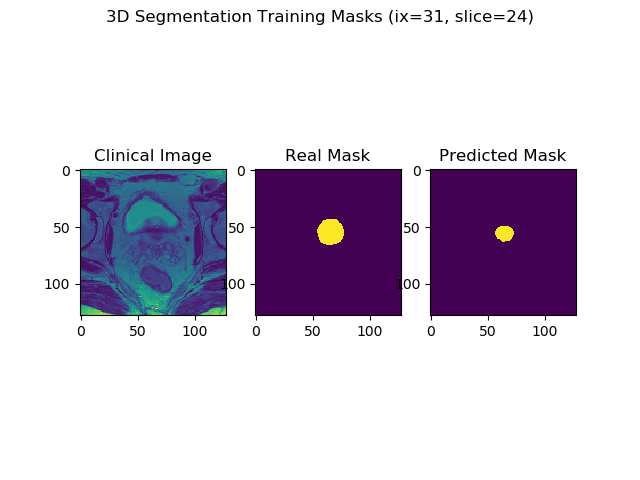 3D Segmentation Training Masks (ix=31, slice=24)
Clinical Image Real Mask Predicted Mask
0 0 0
50 50 50
100 100 100
0 50 100 0 50 100 0 50 100